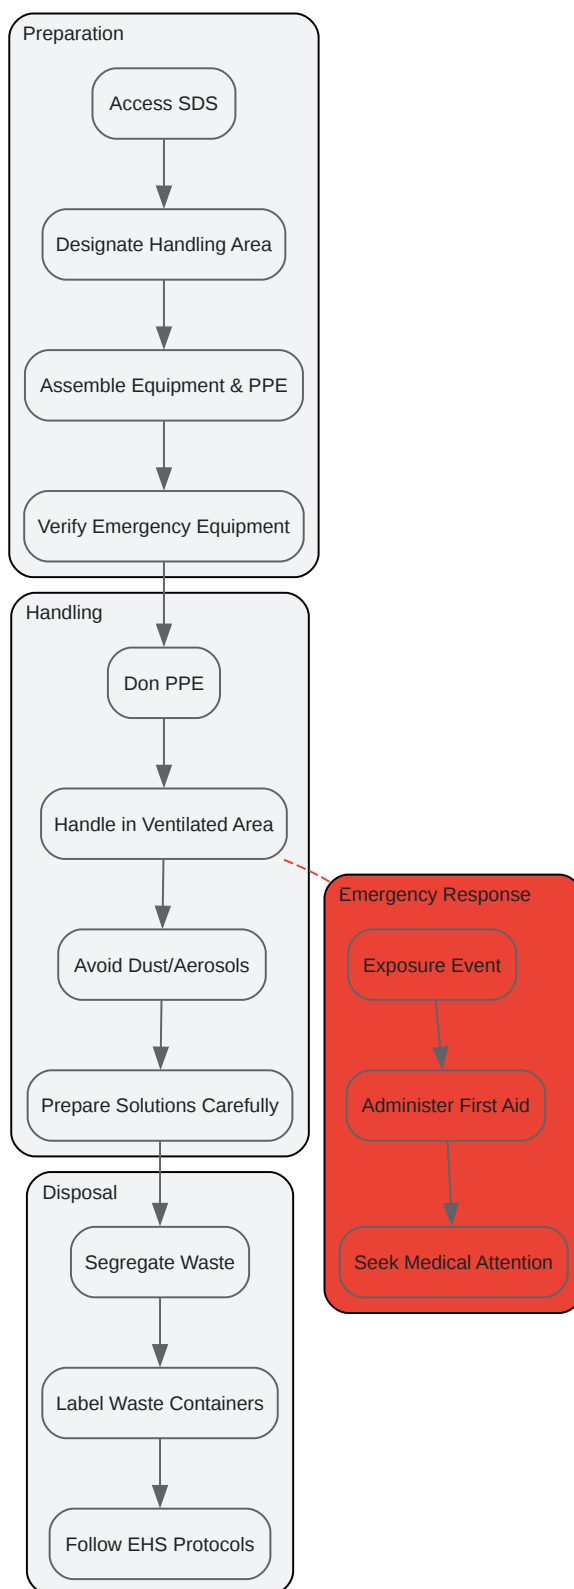 Preparation
Access SDS
Designate Handling Area
Assemble Equipment & PPE
Verify Emergency Equipment
Handling
Don PPE
Handle in Ventilated Area
Avoid Dust/Aerosols
Prepare Solutions Carefully
Emergency Response
Exposure Event
Administer First Aid
Seek Medical Attention
Disposal
Segregate Waste
Label Waste Containers
Follow EHS Protocols